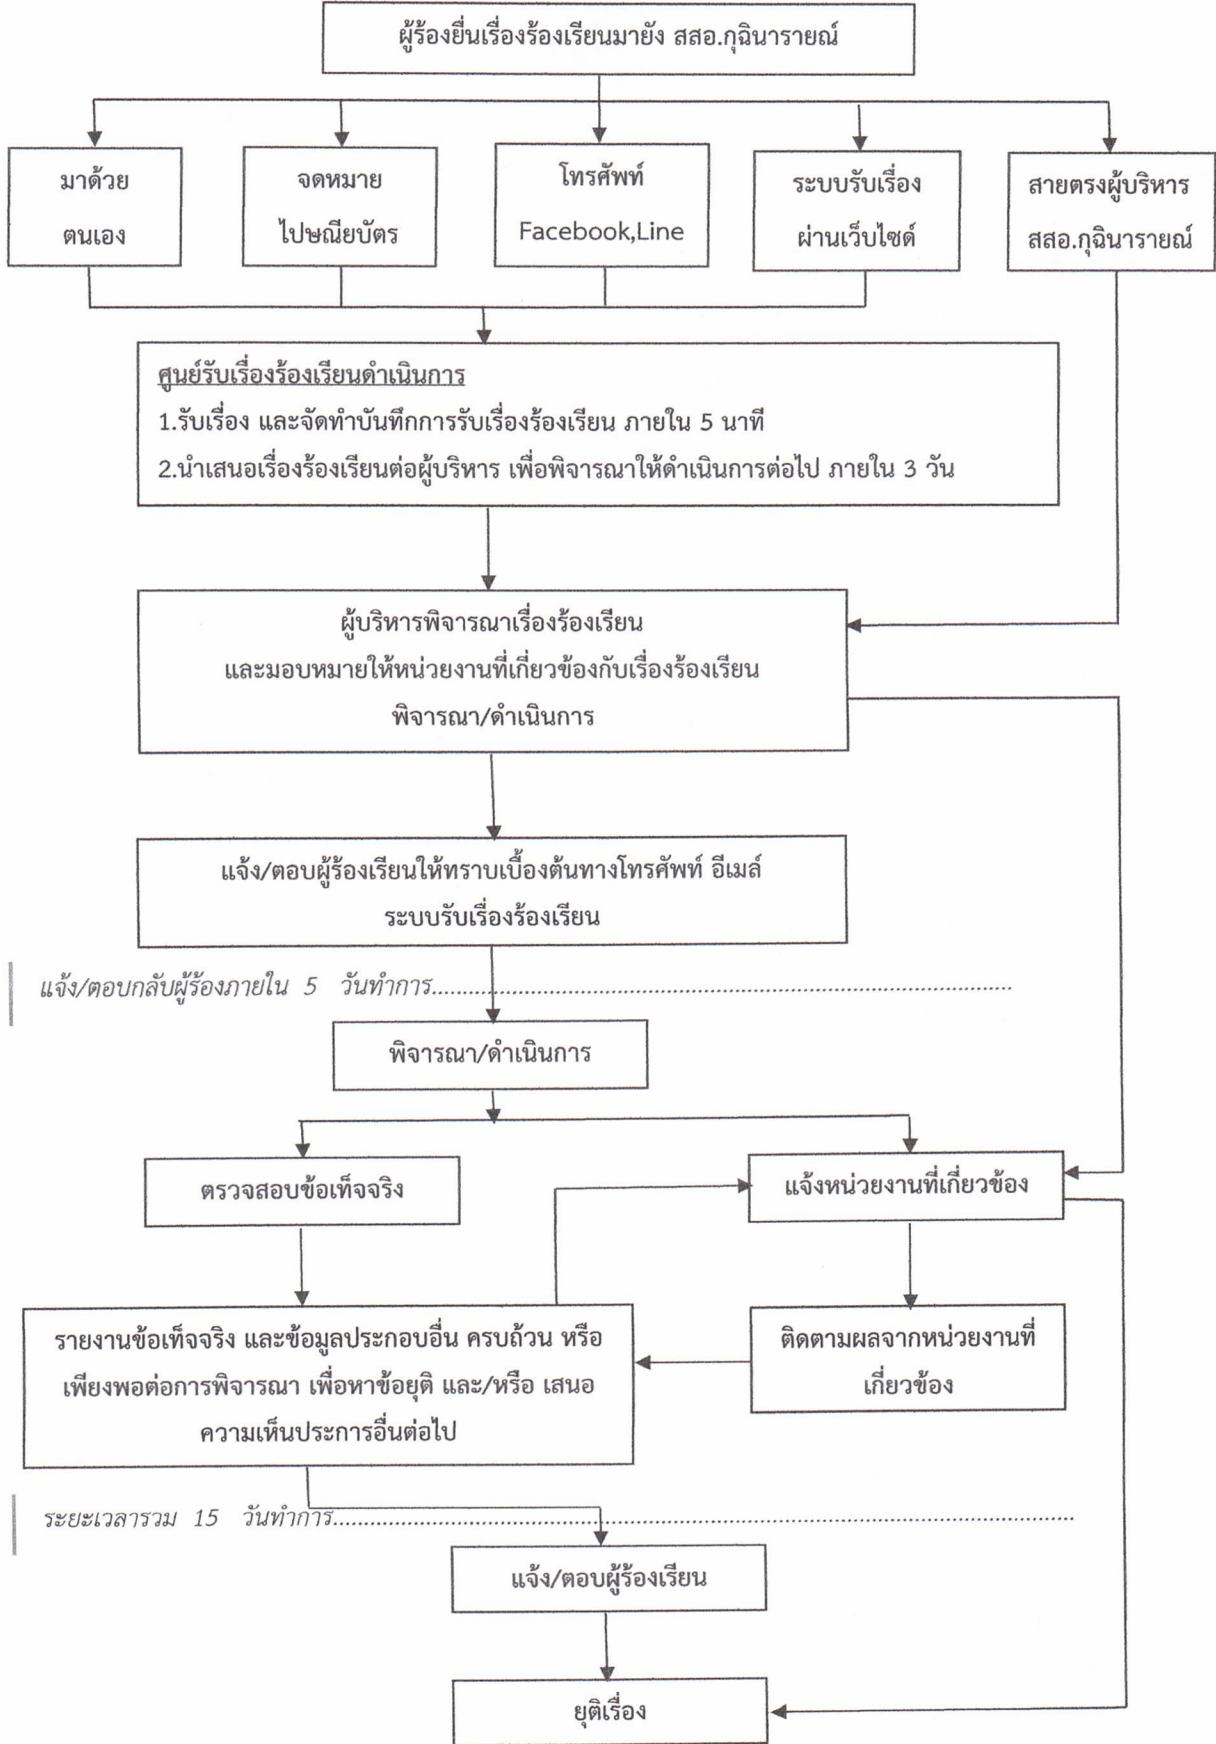 ผู้ร้องยื่นเรื่องร้องเรียนมายัง สสอ.กุฉินารายณ์
มาด้วย
ตนเอง
จดหมาย
ไปษณียบัตร
โทรศัพท์
Facebook,Line
ระบบรับเรื่อง
ผ่านเว็บไซด์
สายตรงผู้บริหาร
สสอ.กุฉินารายณ์
ศูนย์รับเรื่องร้องเรียนดำเนินการ
1.รับเรื่อง และจัดทำบันทึกการรับเรื่องร้องเรียน ภายใน 5 นาที
2.นำเสนอเรื่องร้องเรียนต่อผู้บริหาร เพื่อพิจารณาให้ดำเนินการต่อไป ภายใน 3 วัน
ผู้บริหารพิจารณาเรื่องร้องเรียน
และมอบหมายให้หน่วยงานที่เกี่ยวข้องกับเรื่องร้องเรียน
พิจารณา/ดำเนินการ
แจ้ง/ตอบผู้ร้องเรียนให้ทราบเบื้องต้นทางโทรศัพท์ อีเมล์
ระบบรับเรื่องร้องเรียน
แจ้ง/ตอบกลับผู้ร้องภายใน 5 วันทำการ........................................................................................
พิจารณา/ดำเนินการ
ตรวจสอบข้อเท็จจริง
แจ้งหน่วยงานที่เกี่ยวข้อง
รายงานข้อเท็จจริง และข้อมูลประกอบอื่น ครบถ้วน หรือ
เพียงพอต่อการพิจารณา เพื่อหาข้อยุติ และ/หรือ เสนอ
ความเห็นประการอื่นต่อไป
ติดตามผลจากหน่วยงานที่
เกี่ยวข้อง
ระยะเวลารวม 15 วันทำการ........................................................................................
แจ้ง/ตอบผู้ร้องเรียน
ยุติเรื่อง